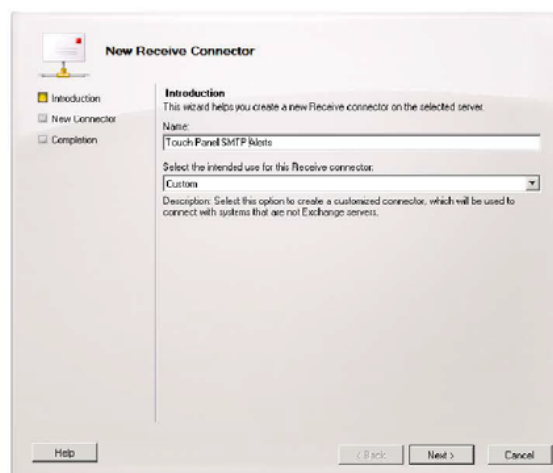 New Receive Connector
Introduction
New Connector
Completion
Introduction
This wizard helps you create a new Receive connector on the selected server.
Name:
Touch Panel SMTP Alerts
Select the intended use for this Receive connector:
Custom
Description: Select this option to create a customized connector, which will be used to
connect with systems that are not Exchange servers.
Help
< Back
Next >
Cancel